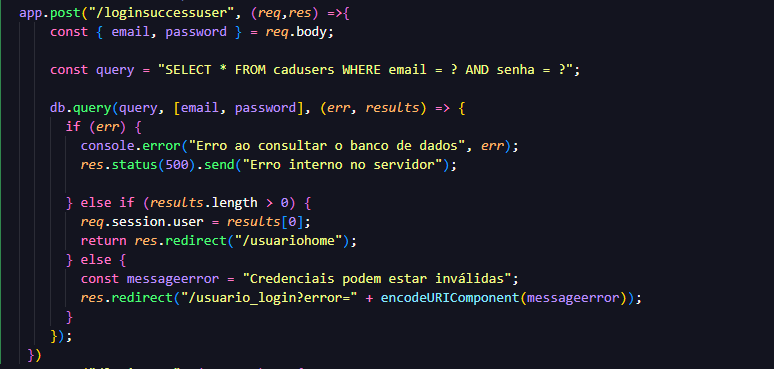 app.post("/loginsuccessuser", (req,res) =>{
const { email, password } = req.body;
const query = "SELECT * FROM cadusers WHERE email = ? AND senha = ?";
db.query(query, [email, password], (err, results) => {
if (err) {
console.error("Erro ao consultar o banco de dados", err);
res.status(500).send("Erro interno no servidor");
} else if (results.length > 0) {
req.session.user = results[0];
return res.redirect("/usuariohome");
} else {
const messageerror = "Credenciais podem estar inválidas";
res.redirect("/usuario_login?error=" + encodeURIComponent(messageerror));
}
});
})